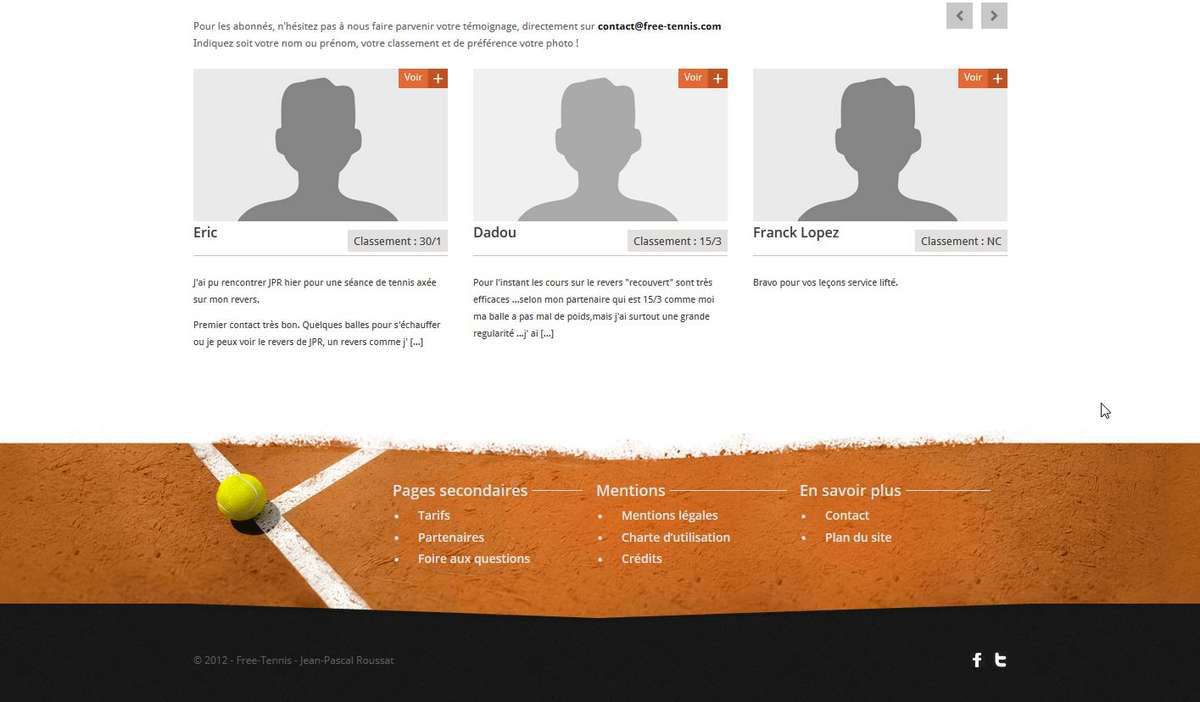 Pour les abonnés, n'hésitez pas à nous faire parvenir votre témoignage, directement sur contact@free-tennis.com
Indiquez soit votre nom ou prénom, votre classement et de préférence votre photo !
Voir +
Voir +
Voir +
Eric
Classement : 30/1
Dadou
Classement : 15/3
Franck Lopez
Classement : NC
J'ai pu rencontrer JPR hier pour une séance de tennis axée
sur mon revers.
Premier contact très bon. Quelques balles pour s'échauffer
ou je peux voir le revers de JPR, un revers comme j' [...]
Pour l'instant les cours sur le revers "recouvert" sont très
efficaces ...selon mon partenaire qui est 15/3 comme moi
ma balle a pas mal de poids,mais j'ai surtout une grande
regularité ...j' ai [...]
Bravo pour vos leçons service lifté.
Pages secondaires
Tarifs
Partenaires
Foire aux questions
Mentions
Mentions légales
Charte d'utilisation
Crédits
En savoir plus
Contact
Plan du site
© 2012 - Free-Tennis - Jean-Pascal Roussat